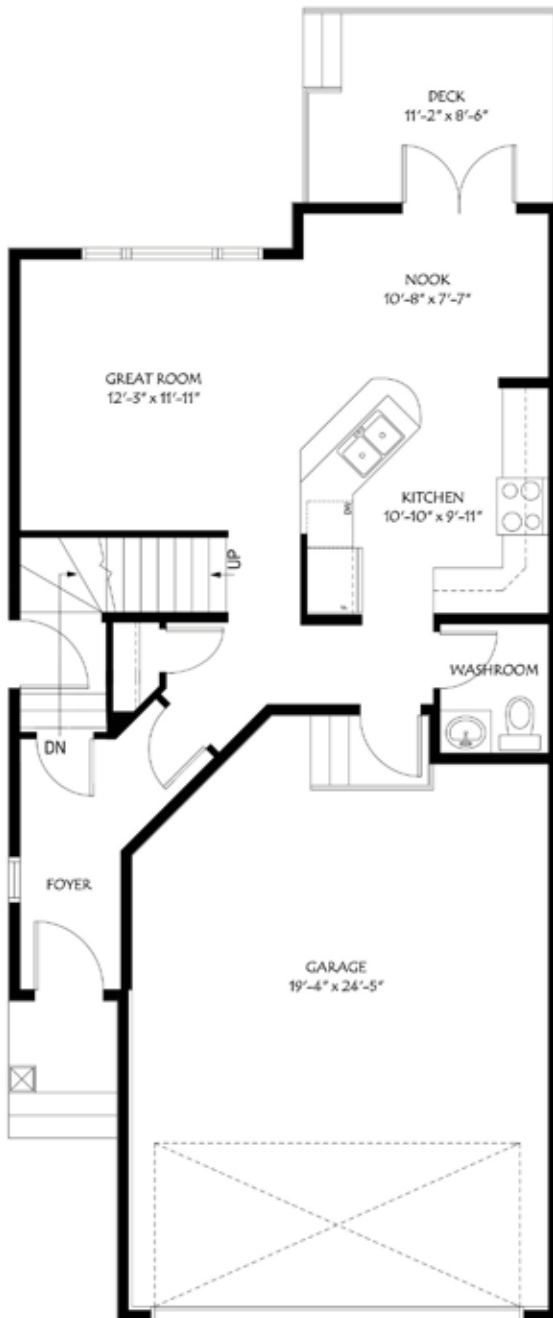 DECK
11'-2" x 8'-6"
NOOK
10'-8" x 7'-7"
GREAT ROOM
12'-3" x 11'-11"
KITCHEN
10'-10" x 9'-11"
DW
F
UP
WASHROOM
DN
FOYER
GARAGE
19'-4" x 24'-5"